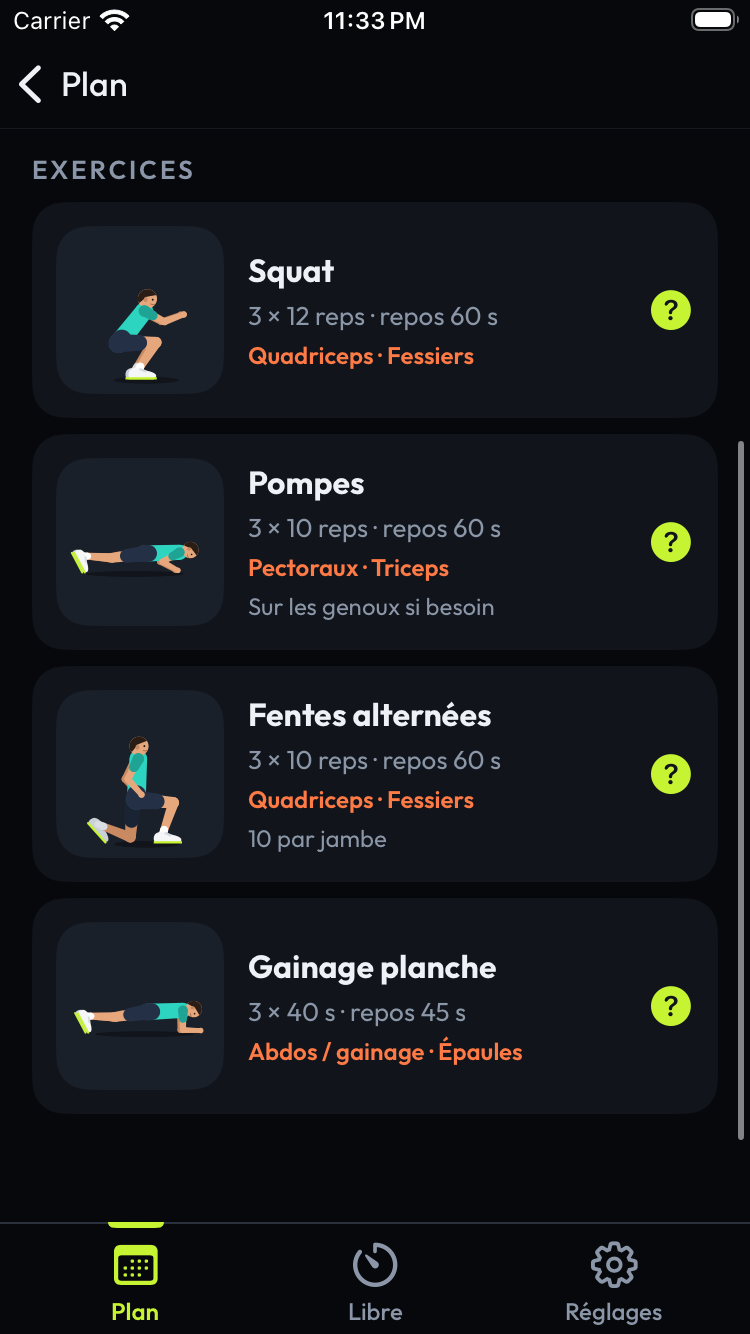 Carrier 11:33 PM
Plan
EXERCICES
Squat
3 × 12 reps · repos 60 s
Quadriceps · Fessiers
?
Pompes
3 × 10 reps · repos 60 s
Pectoraux · Triceps
Sur les genoux si besoin
?
Fentes alternées
3 × 10 reps · repos 60 s
Quadriceps · Fessiers
10 par jambe
?
Gainage planche
3 × 40 s · repos 45 s
Abdos / gainage · Épaules
?
Plan Libre Réglages